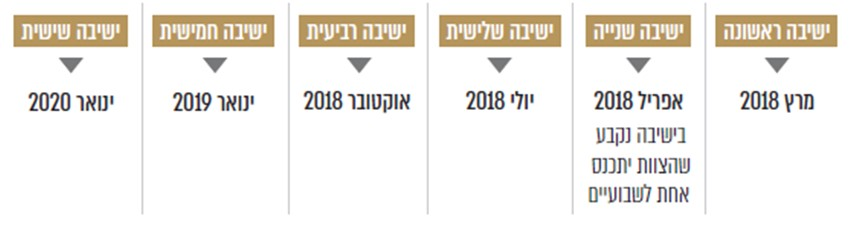 ישיבה ראשונה
מרץ 2018
ישיבה שנייה
אפריל 2018
בישיבה נקבע
שהצוות יתכנס
אחת לשבועיים
ישיבה שלישית
יולי 2018
ישיבה רביעית
אוקטובר 2018
ישיבה חמישית
ינואר 2019
ישיבה שישית
ינואר 2020